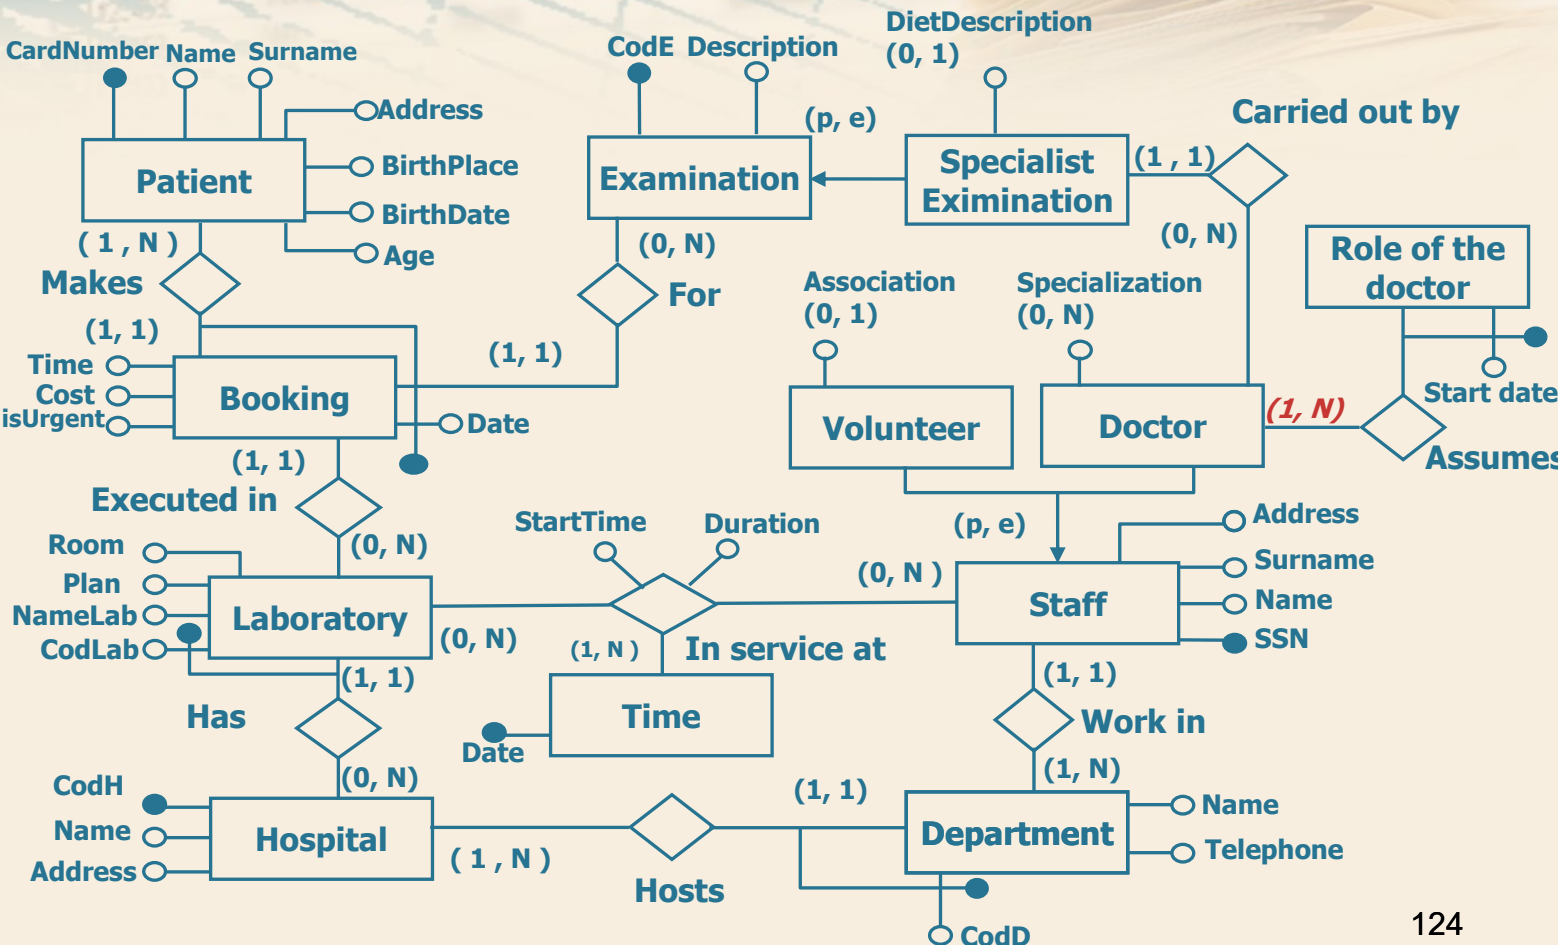 DietDescription
(0, 1)
CardNumber
Name
Surname
CodE
Description
Address
(p, e)
Carried out by
Patient
BirthPlace
Examination
Specialist
Eximination
(1 , 1)
BirthDate
( 1 , N )
Age
(0, N)
(0, N)
Role of the
doctor
Makes
For
Association
(0, 1)
Specialization
(0, N)
(1, 1)
(1, 1)
Time
Cost
isUrgent
Booking
Date
Volunteer
Doctor
(1, N)
Start date
Assumes
(1, 1)
Executed in
(0, N)
StartTime
Duration
(p, e)
Address
Surname
Name
SSN
Room
Plan
NameLab
CodLab
Laboratory
(0, N)
(0, N )
Staff
(1, N )
In service at
(1, 1)
(1, 1)
Has
Time
Date
Work in
(0, N)
(1, N)
CodH
Name
Address
Hospital
( 1 , N )
(1, 1)
Department
Name
Telephone
Hosts
CodD
124